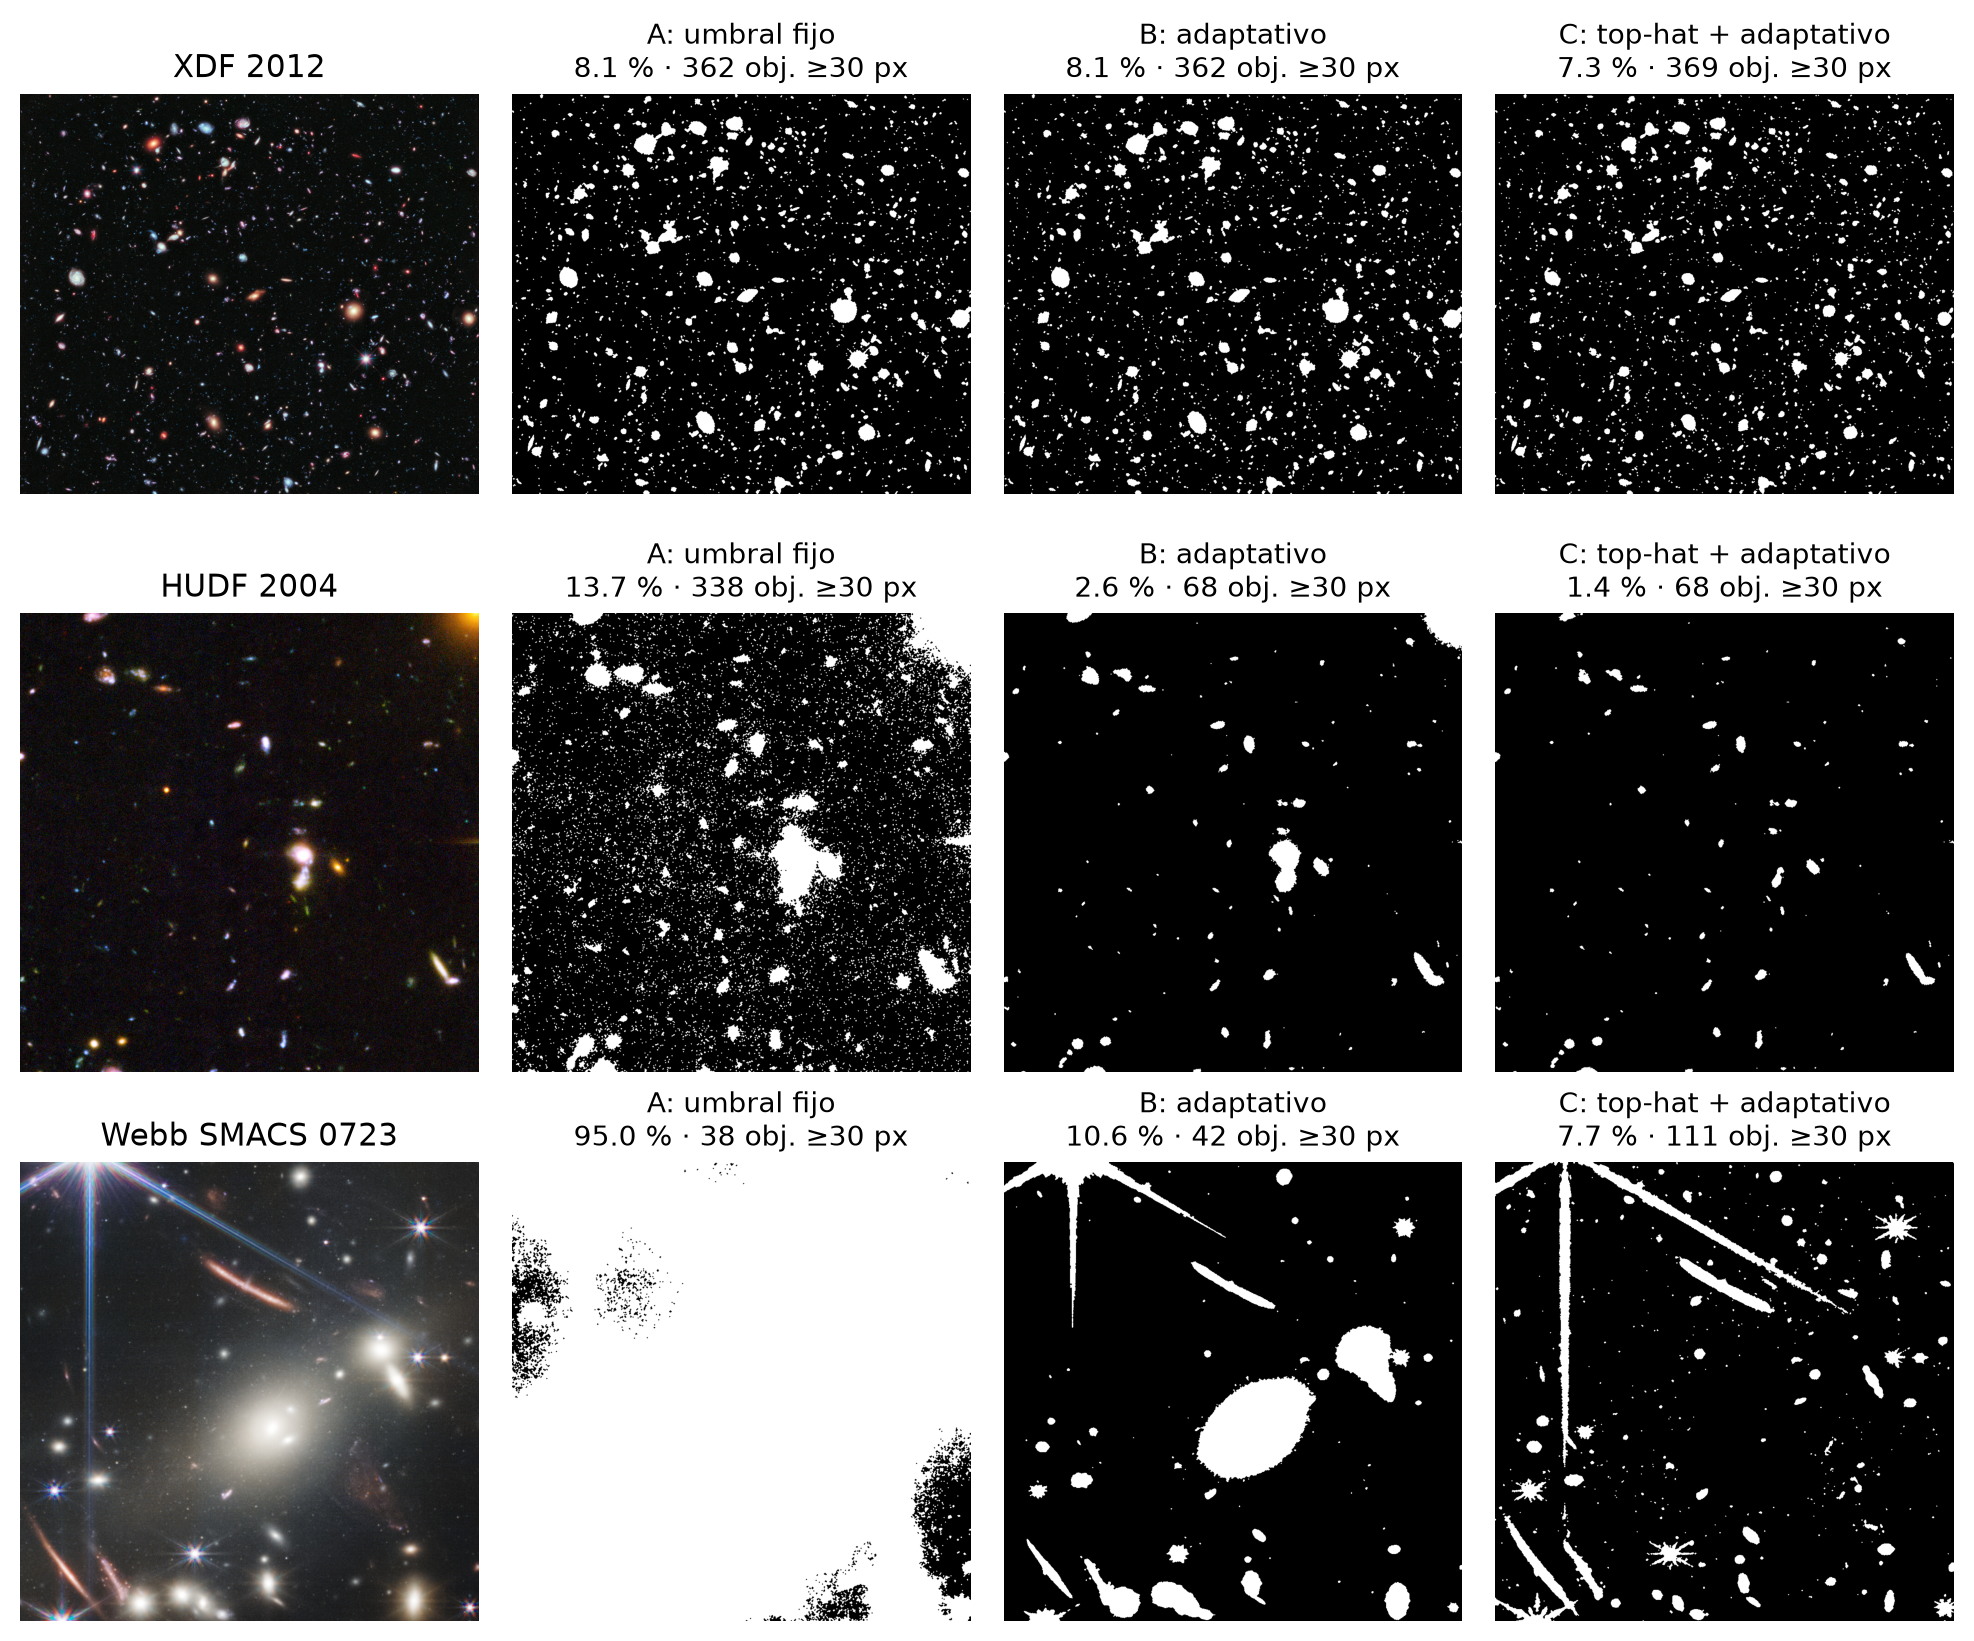 XDF 2012
A: umbral fijo
8.1 % · 362 obj. ≥30 px
B: adaptativo
8.1 % · 362 obj. ≥30 px
C: top-hat + adaptativo
7.3 % · 369 obj. ≥30 px
HUDF 2004
A: umbral fijo
13.7 % · 338 obj. ≥30 px
B: adaptativo
2.6 % · 68 obj. ≥30 px
C: top-hat + adaptativo
1.4 % · 68 obj. ≥30 px
Webb SMACS 0723
A: umbral fijo
95.0 % · 38 obj. ≥30 px
B: adaptativo
10.6 % · 42 obj. ≥30 px
C: top-hat + adaptativo
7.7 % · 111 obj. ≥30 px